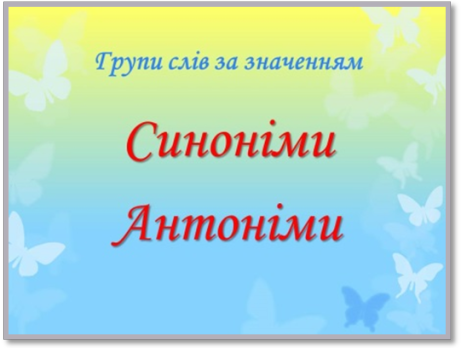 Групи слів за значенням
Синоніми
Антоніми